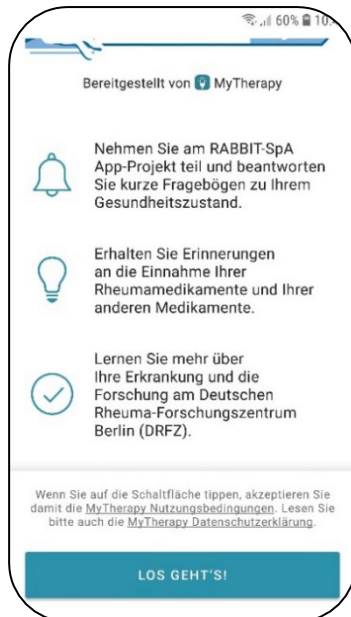 60% 10:
Bereitgestellt von MyTherapy
Nehmen Sie am RABBIT-SpA
App-Projekt teil und beantworten
Sie kurze Fragebögen zu Ihrem
Gesundheitszustand.
Erhalten Sie Erinnerungen
an die Einnahme Ihrer
Rheumamedikamente und Ihrer
anderen Medikamente.
Lernen Sie mehr über
Ihre Erkrankung und die
Forschung am Deutschen
Rheuma-Forschungszentrum
Berlin (DRFZ).
Wenn Sie auf die Schaltfläche tippen, akzeptieren Sie
damit die MyTherapy Nutzungsbedingungen. Lesen Sie
bitte auch die MyTherapy Datenschutzerklärung.
LOS GEHT'S!